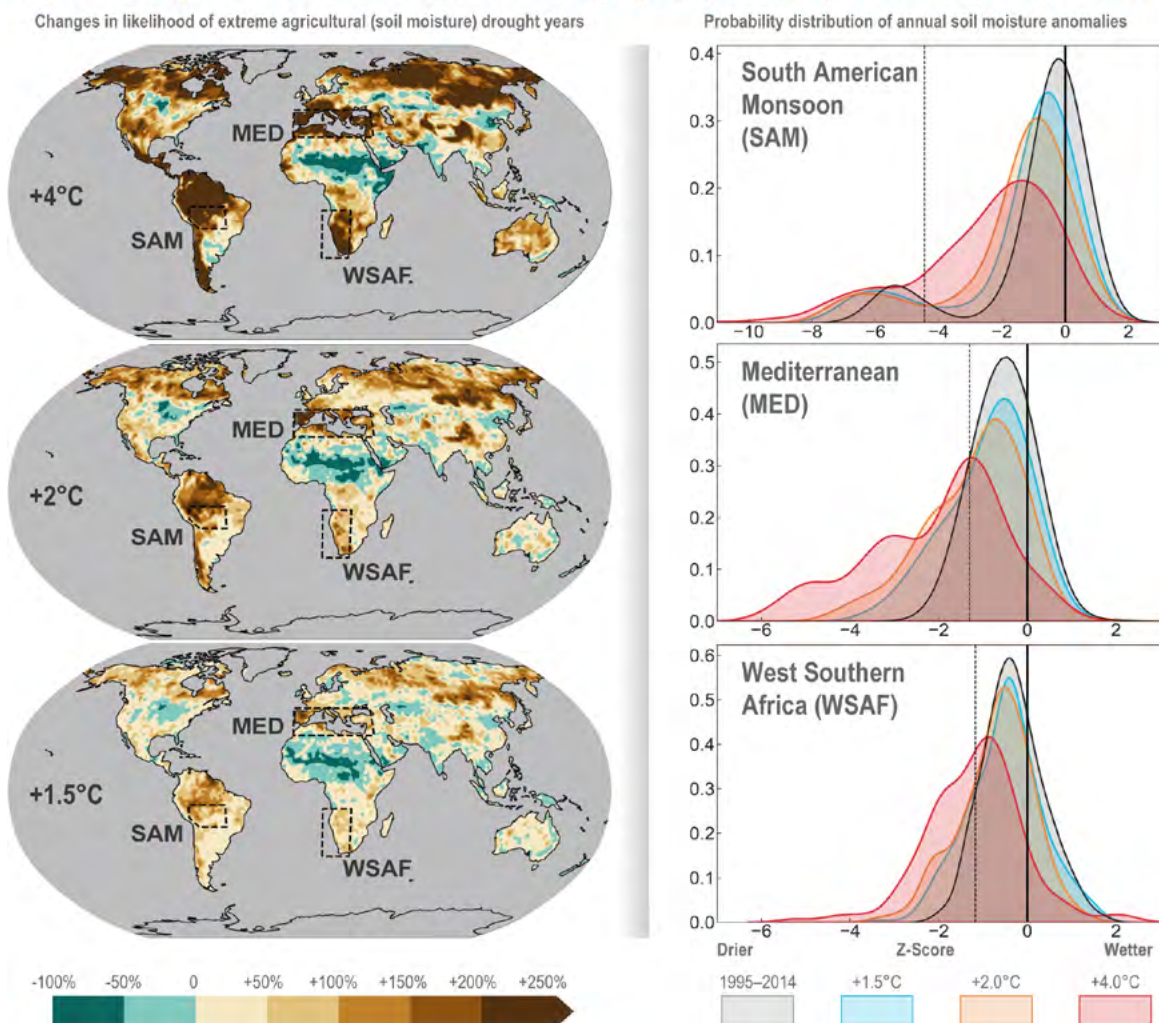 Changes in likelihood of extreme agricultural (soil moisture) drought years
+4°C
MED
SAM
WSAF.
+2°C
MED
SAM
WSAF
+1.5°C
MED
SAM
WSAF
-100% -50% 0 +50% +100% +150% +200% +250%
Probability distribution of annual soil moisture anomalies
South American
Monsoon
(SAM)
0.4
0.3
0.2
0.1
0.0
−10 −8 −6 −4 −2 0 2
Mediterranean
(MED)
0.5
0.4
0.3
0.2
0.1
0.0
−6 −4 −2 0 2
West Southern
Africa (WSAF)
0.6
0.5
0.4
0.3
0.2
0.1
0.0
−6 −4 −2 0 2
Drier Z-Score Wetter
1995–2014 +1.5°C +2.0°C +4.0°C